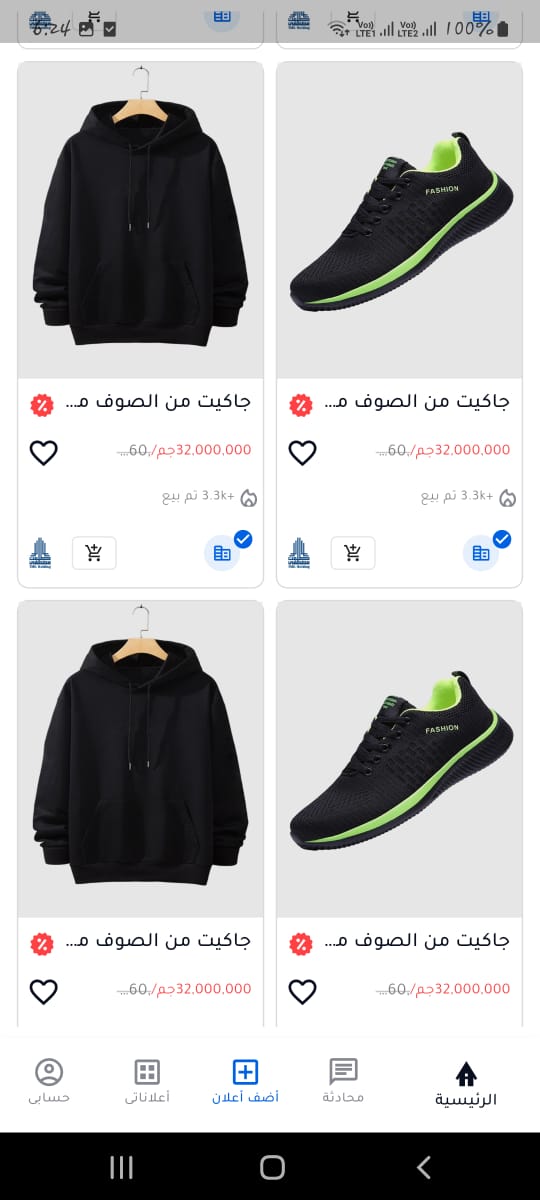 6:24
Vo)) LTE1 Vo)) LTE2 100%
FASHION
جاكيت من الصوف م...
جاكيت من الصوف م...
32,000,000جم/60,...
32,000,000جم/60,...
+3.3k تم بيع
+3.3k تم بيع
FASHION
جاكيت من الصوف م...
جاكيت من الصوف م...
32,000,000جم/60,...
32,000,000جم/60,...
الرئيسية
محادثة
أضف أعلان
أعلاناتى
حسابى